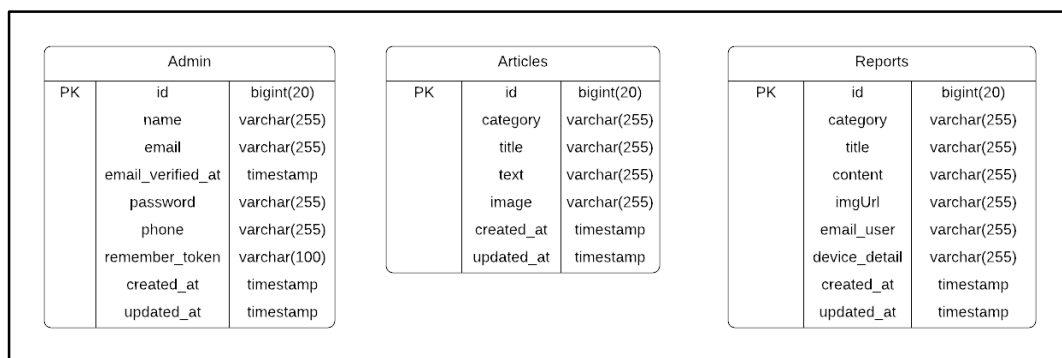 Admin
PK id bigint(20)
name varchar(255)
email varchar(255)
email_verified_at timestamp
password varchar(255)
phone varchar(255)
remember_token varchar(100)
created_at timestamp
updated_at timestamp
Articles
PK id bigint(20)
category varchar(255)
title varchar(255)
text varchar(255)
image varchar(255)
created_at timestamp
updated_at timestamp
Reports
PK id bigint(20)
category varchar(255)
title varchar(255)
content varchar(255)
imgUrl varchar(255)
email_user varchar(255)
device_detail varchar(255)
created_at timestamp
updated_at timestamp